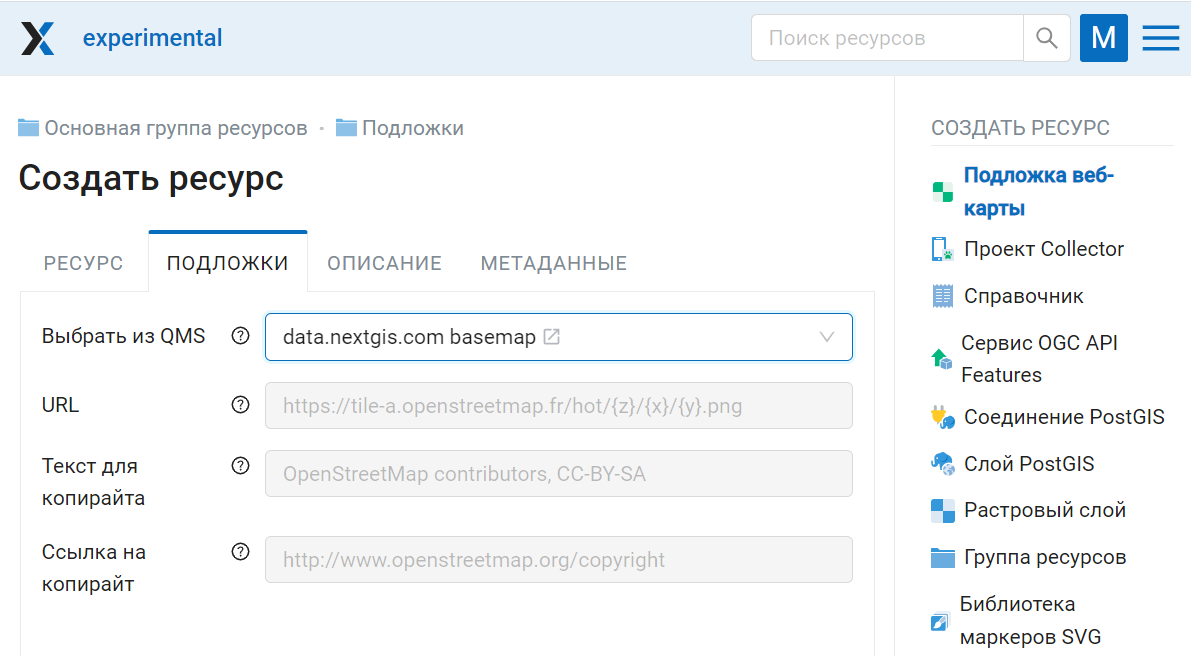 experimental
Поиск ресурсов
M
Основная группа ресурсов · Подложки
Создать ресурс
РЕСУРС ПОДЛОЖКИ ОПИСАНИЕ МЕТАДАННЫЕ
Выбрать из QMS ? data.nextgis.com basemap
URL ? https://tile-a.openstreetmap.fr/hot/{z}/{x}/{y}.png
Текст для
копирайта
? OpenStreetMap contributors, CC-BY-SA
Ссылка на
копирайт
? http://www.openstreetmap.org/copyright
СОЗДАТЬ РЕСУРС
Подложка веб-
карты
Проект Collector
Справочник
Сервис OGC API
Features
Соединение PostGIS
Слой PostGIS
Растровый слой
Группа ресурсов
Библиотека
маркеров SVG